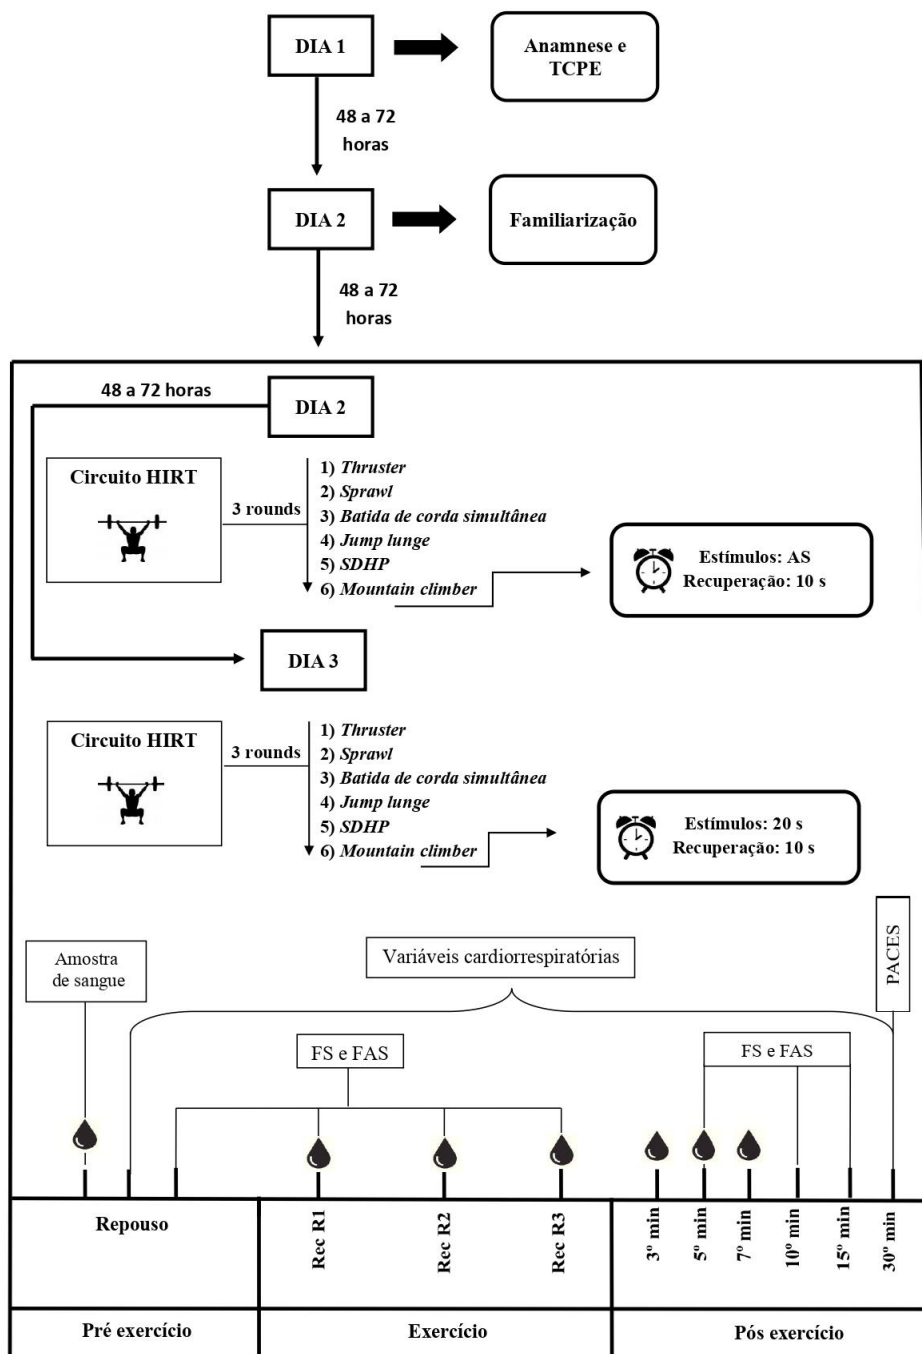 DIA 1
Anamnese e
TCPE
48 a 72
horas
DIA 2
Familiarização
48 a 72
horas
48 a 72 horas
DIA 2
Circuito HIRT
3 rounds
1) Thruster
2) Sprawl
3) Batida de corda simultânea
4) Jump lunge
5) SDHP
6) Mountain climber
Estímulos: AS
Recuperação: 10 s
DIA 3
Circuito HIRT
3 rounds
1) Thruster
2) Sprawl
3) Batida de corda simultânea
4) Jump lunge
5) SDHP
6) Mountain climber
Estímulos: 20 s
Recuperação: 10 s
Amostra
de sangue
Variáveis cardiorrespiratórias
PACES
FS e FAS
FS e FAS
Repouso
Rec R1
Rec R2
Rec R3
3º min
5º min
7º min
10º min
15º min
30º min
Pré exercício
Exercício
Pós exercício